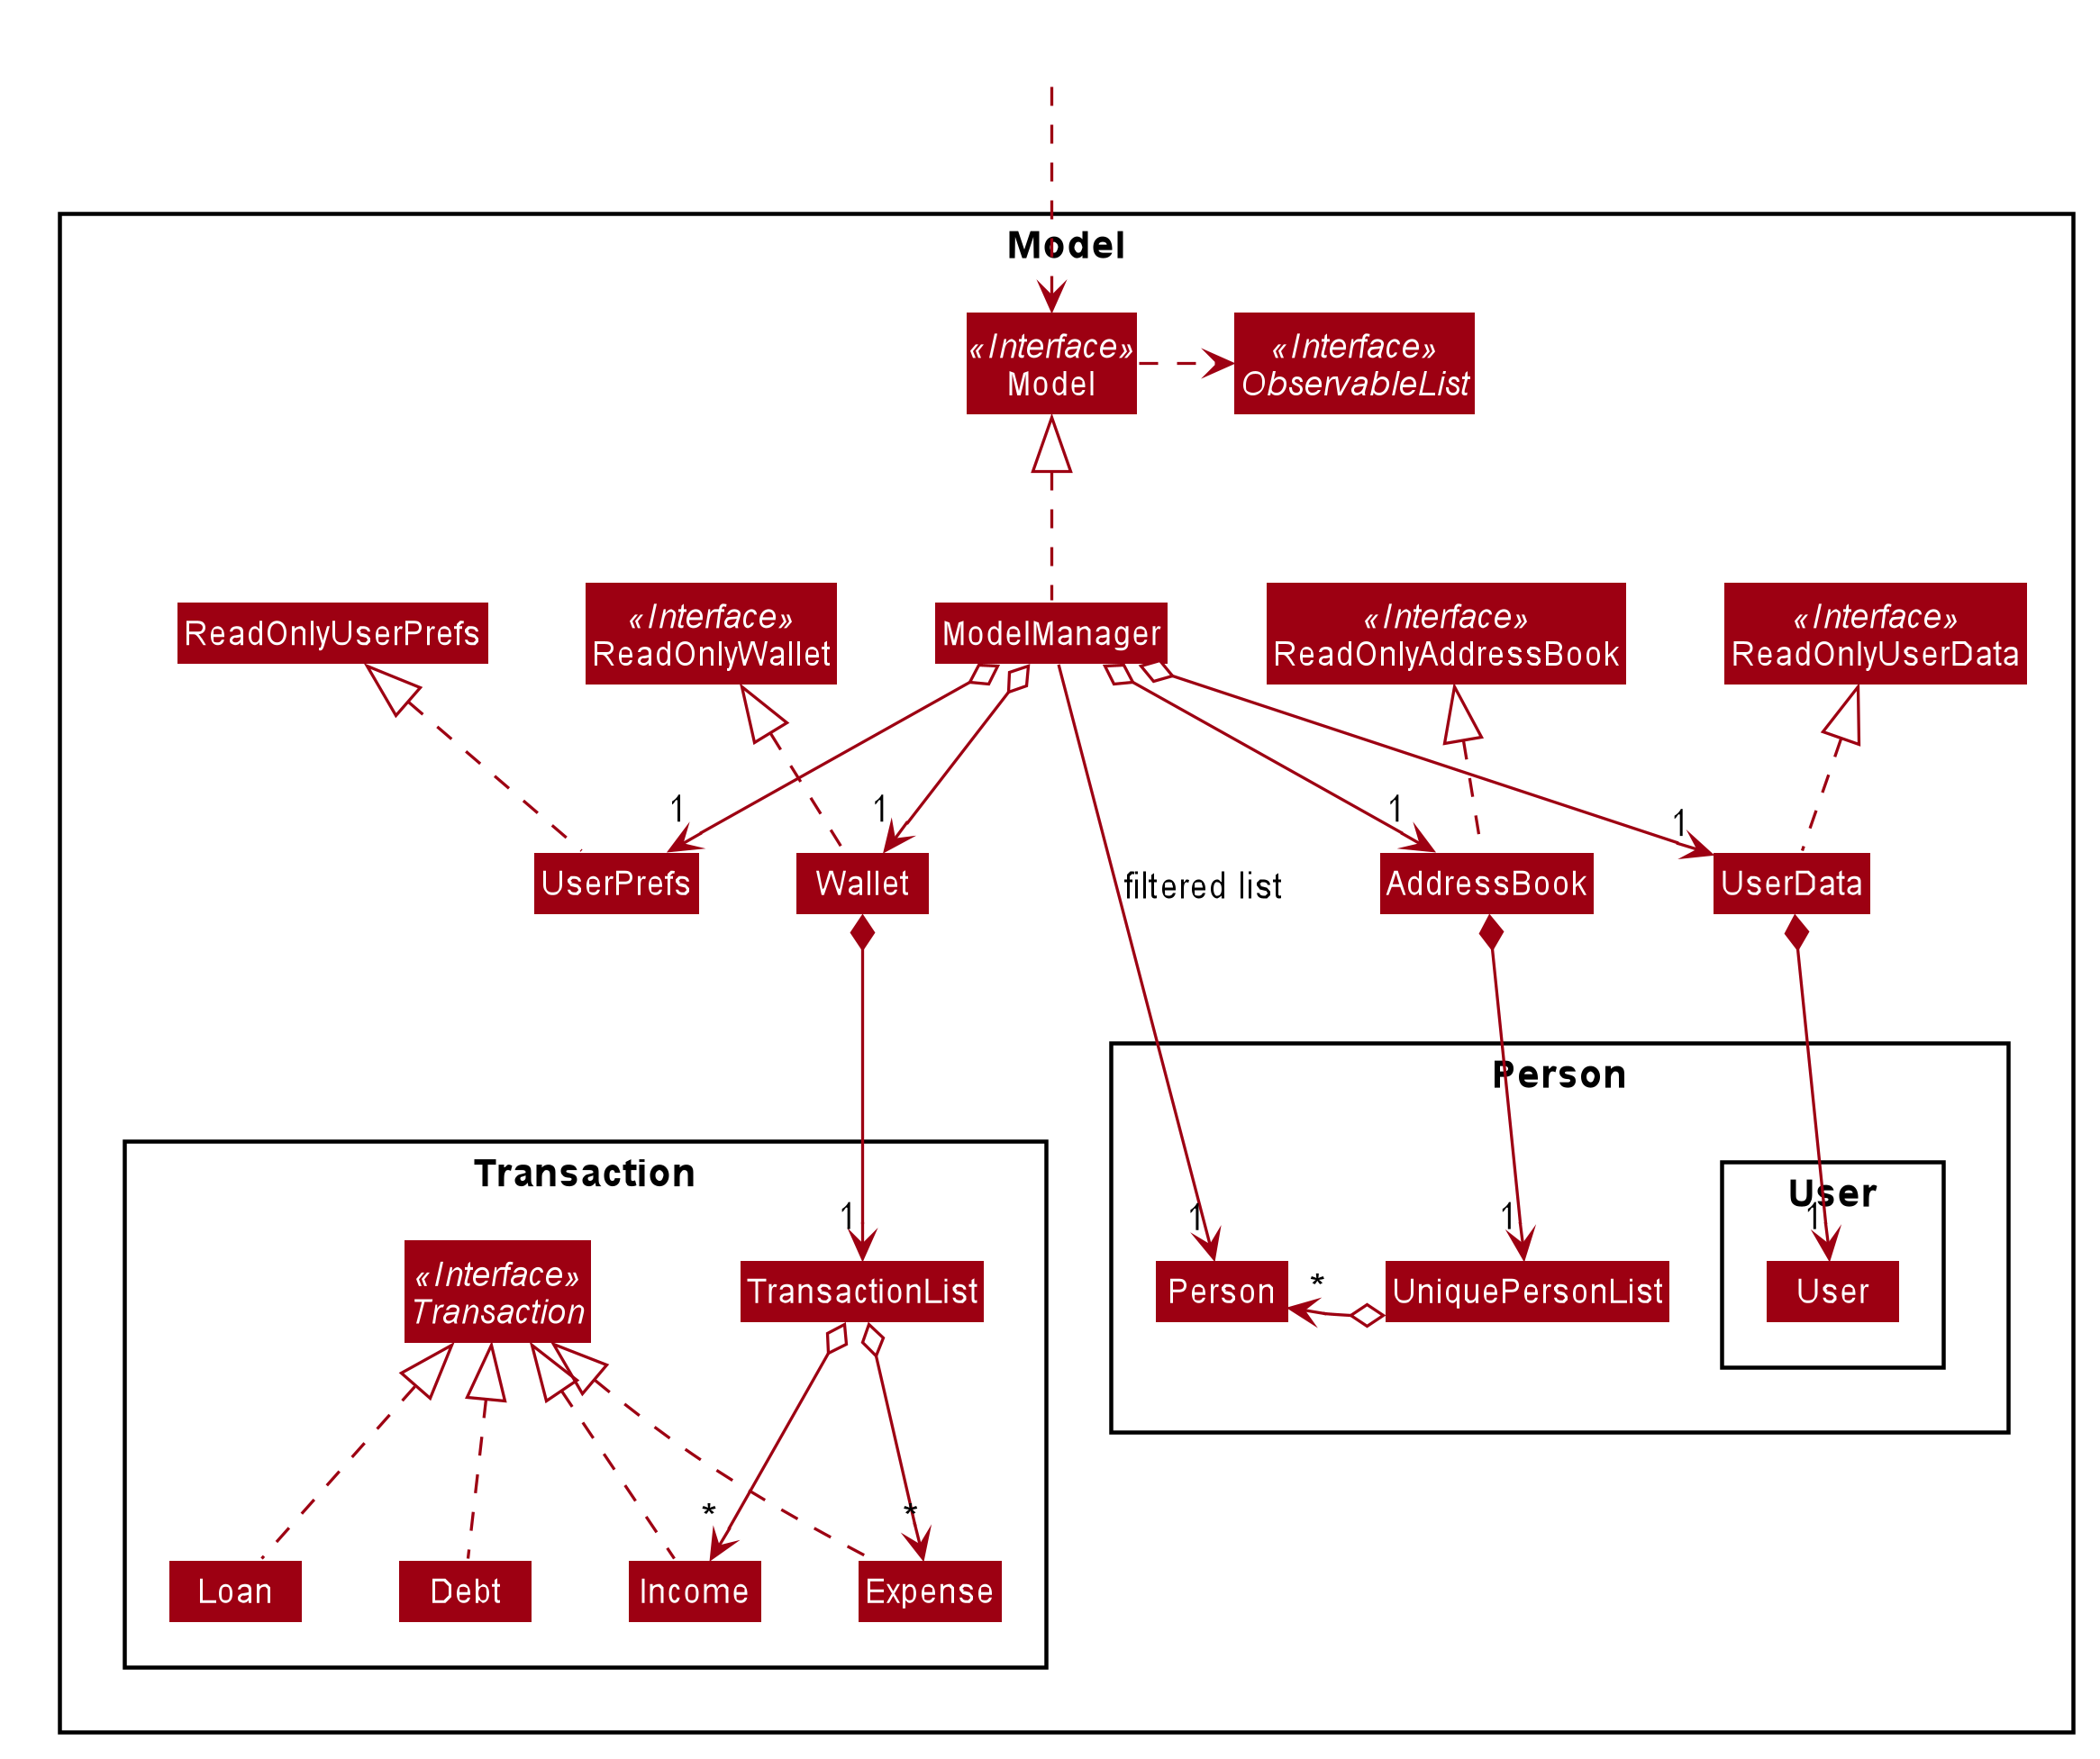 Model
«Interface»
Model
«Interface»
ObservableList
ReadOnlyUserPrefs
«Interface»
ReadOnlyWallet
ModelManager
«Interface»
ReadOnlyAddressBook
«Interface»
ReadOnlyUserData
1
1
1
1
UserPrefs
Wallet
filtered list
AddressBook
UserData
Person
Transaction
User
1
1
1
1
«Interface»
Transaction
TransactionList
Person
*
UniquePersonList
User
*
*
Loan
Debt
Income
Expense